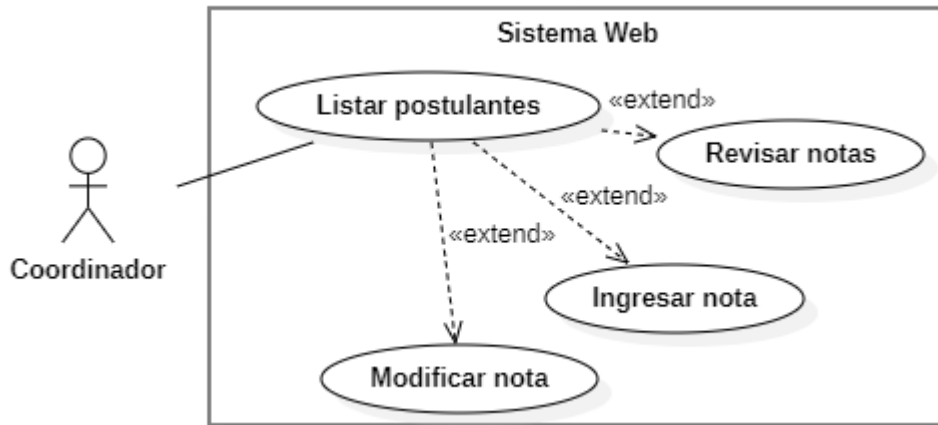 Sistema Web
Listar postulantes
«extend»
Revisar notas
«extend»
«extend»
Coordinador
Ingresar nota
Modificar nota